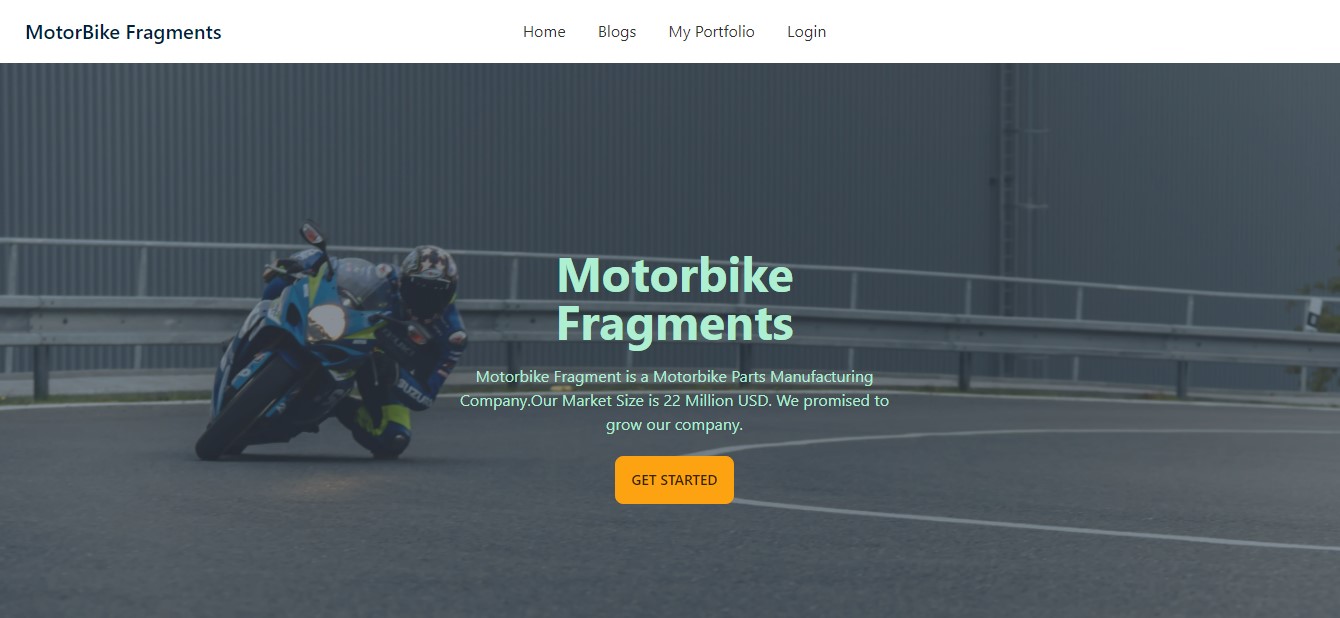 MotorBike Fragments
Home Blogs My Portfolio Login
Motorbike
Fragments
Motorbike Fragment is a Motorbike Parts Manufacturing
Company.Our Market Size is 22 Million USD. We promised to
grow our company.
GET STARTED
SUZUKI